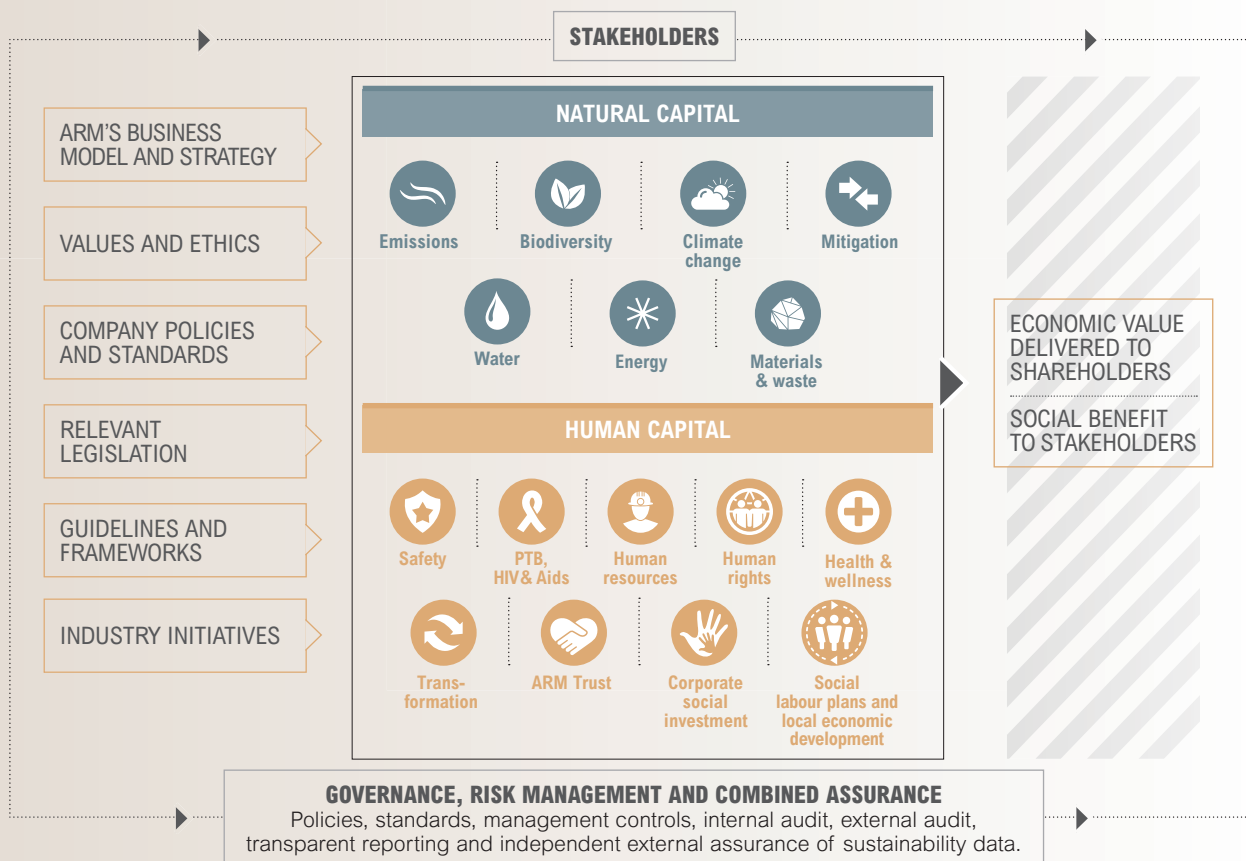 STAKEHOLDERS
ARM'S BUSINESS
MODEL AND STRATEGY
VALUES AND ETHICS
COMPANY POLICIES
AND STANDARDS
RELEVANT
LEGISLATION
GUIDELINES AND
FRAMEWORKS
INDUSTRY INITIATIVES
NATURAL CAPITAL
Emissions
Biodiversity
Climate
change
Mitigation
Water
Energy
Materials
& waste
HUMAN CAPITAL
Safety
PTB,
HIV & Aids
Human
resources
Human
rights
Health &
wellness
Trans-
formation
ARM Trust
Corporate
social
investment
Social
labour plans and
local economic
development
ECONOMIC VALUE
DELIVERED TO
SHAREHOLDERS
SOCIAL BENEFIT
TO STAKEHOLDERS
GOVERNANCE, RISK MANAGEMENT AND COMBINED ASSURANCE
Policies, standards, management controls, internal audit, external audit,
transparent reporting and independent external assurance of sustainability data.